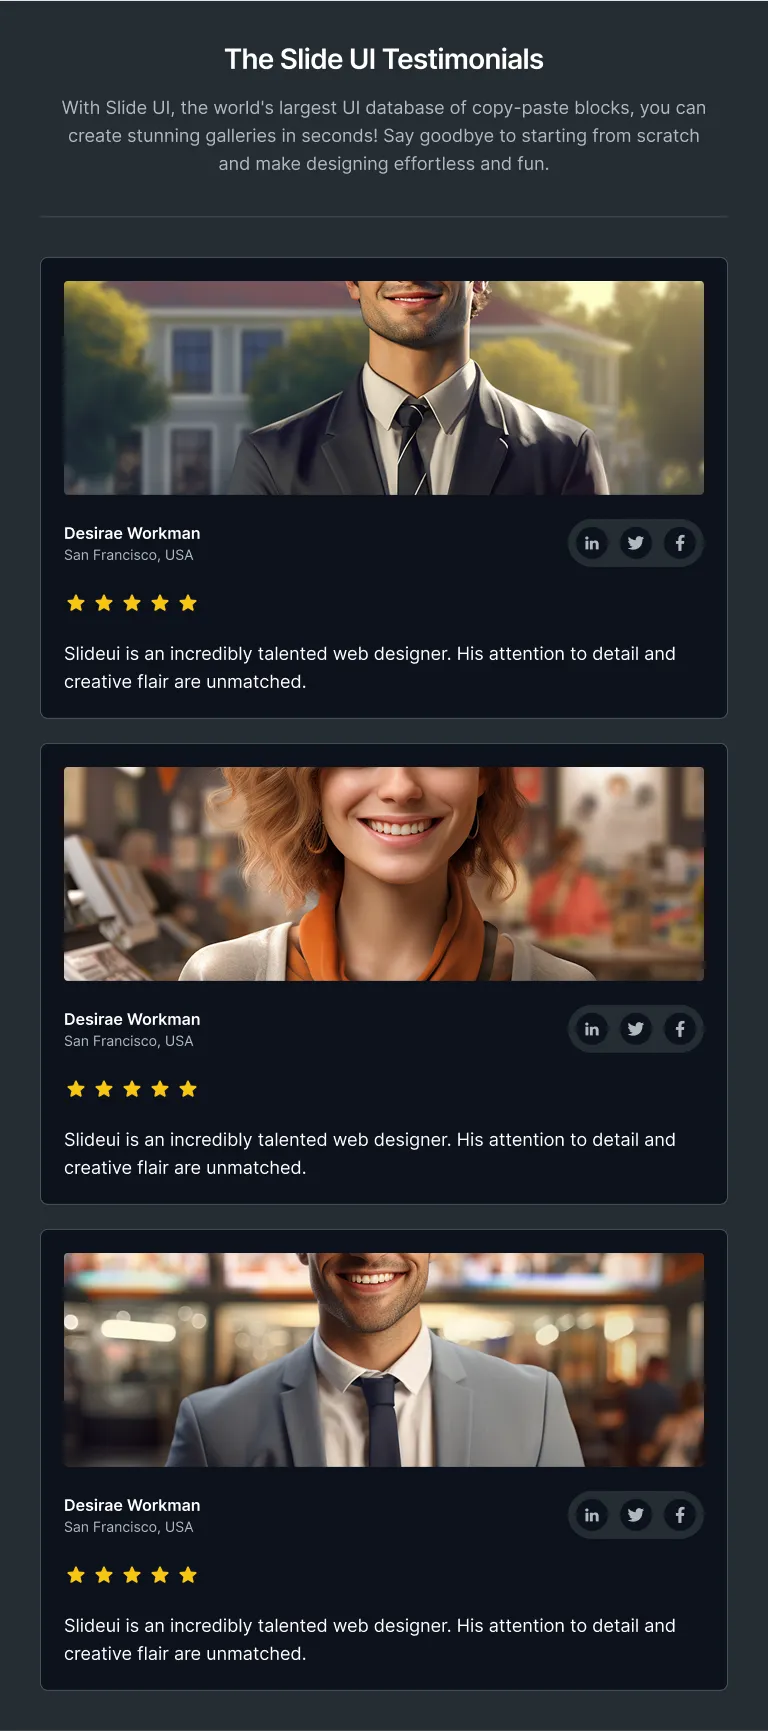 The Slide UI Testimonials
With Slide UI, the world's largest UI database of copy-paste blocks, you can
create stunning galleries in seconds! Say goodbye to starting from scratch
and make designing effortless and fun.
Desirae Workman
San Francisco, USA
Slideui is an incredibly talented web designer. His attention to detail and
creative flair are unmatched.
Desirae Workman
San Francisco, USA
Slideui is an incredibly talented web designer. His attention to detail and
creative flair are unmatched.
Desirae Workman
San Francisco, USA
Slideui is an incredibly talented web designer. His attention to detail and
creative flair are unmatched.